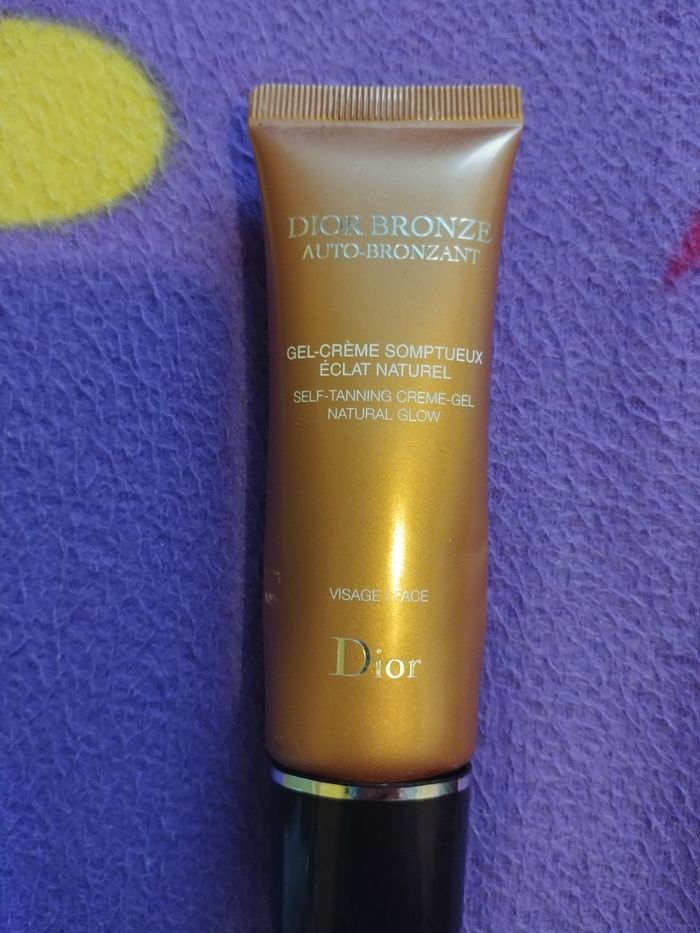 DIOR BRONZE
AUTO-BRONZANT
GEL-CRÈME SOMPTUEUX
ÉCLAT NATUREL
SELF-TANNING CREME-GEL
NATURAL GLOW
VISAGE / FACE
Dior